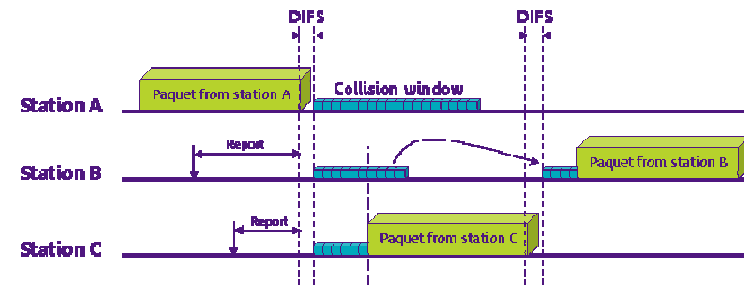 DIFS
DIFS
Collision window
Paquet from station A
Station A
Report
Paquet from station B
Station B
Report
Paquet from station C
Station C